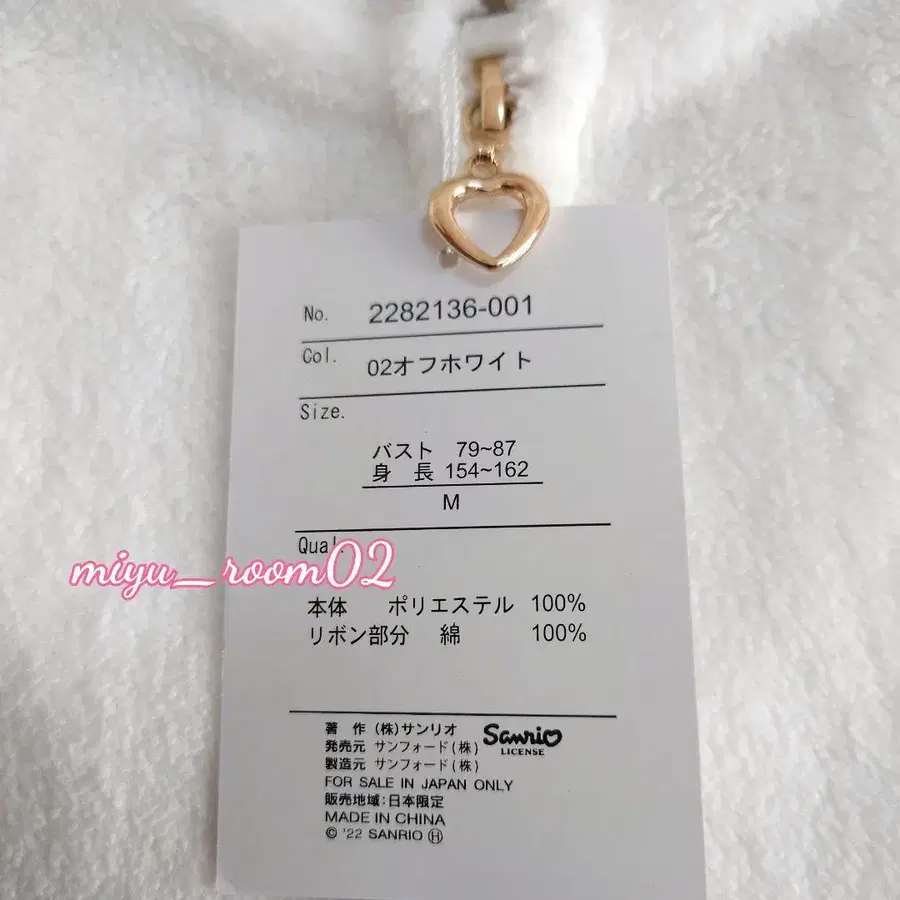 No. 2282136-001
Col. 02オフホワイト
Size.
バスト 79~87
身 長 154~162
M
Qual.
miyu_room02
本体 ポリエステル 100%
リボン部分 綿 100%
著 作 (株)サンリオ
発売元 サンフォード(株)
製造元 サンフォード(株)
Sanrio
LICENSE
FOR SALE IN JAPAN ONLY
販売地域:日本限定
MADE IN CHINA
© '22 SANRIO Ⓗ